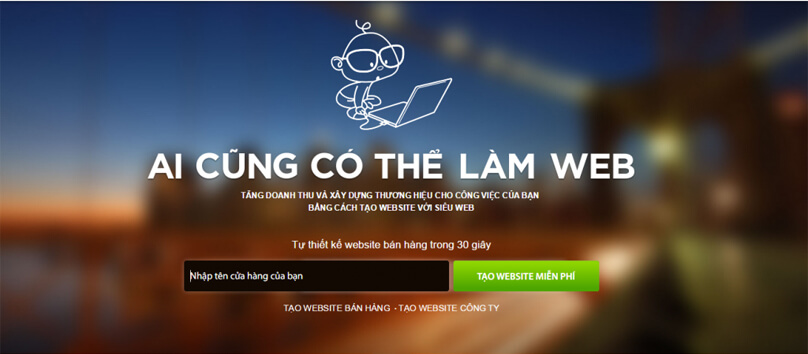 AI CŨNG CÓ THỂ LÀM WEB
TĂNG DOANH THU VÀ XÂY DỰNG THƯƠNG HIỆU CHO CÔNG VIỆC CỦA BẠN
BẰNG CÁCH TẠO WEBSITE VỚI SIÊU WEB
Tự thiết kế website bán hàng trong 30 giây
Nhập tên cửa hàng của bạn
TẠO WEBSITE MIỄN PHÍ
TẠO WEBSITE BÁN HÀNG - TẠO WEBSITE CÔNG TY